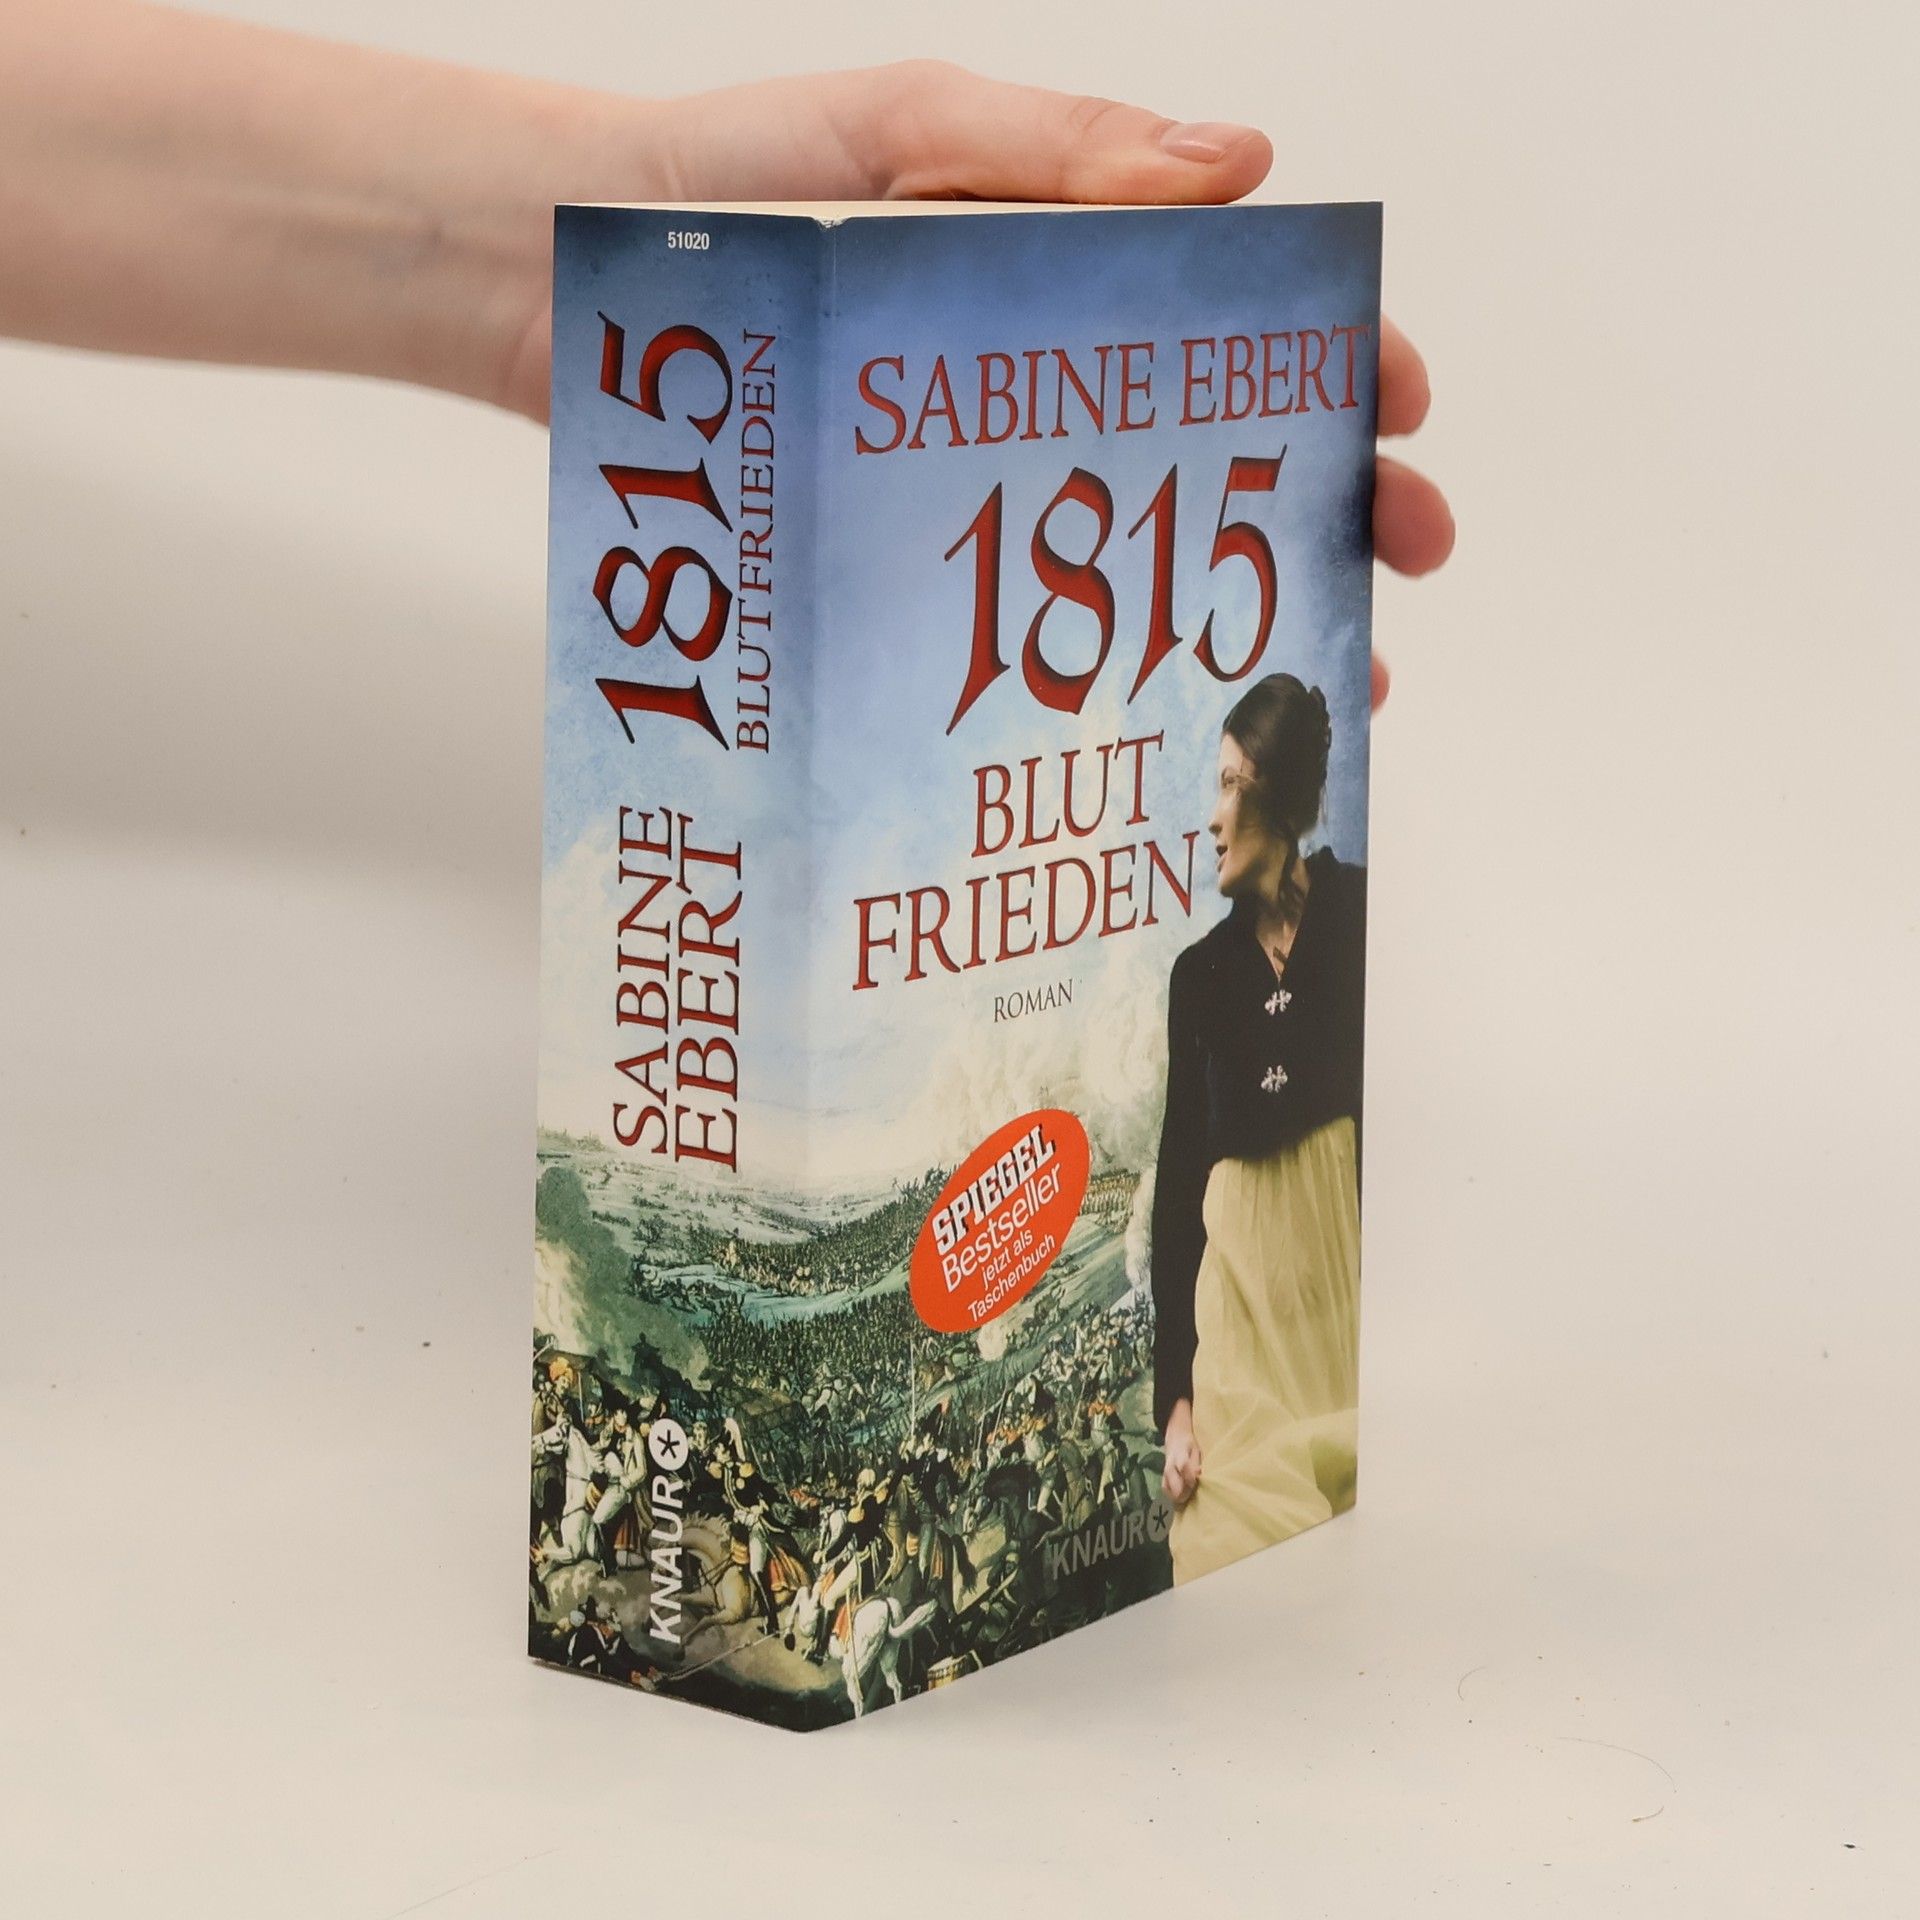 51020
1815
BLUTFRIEDEN
SABINE
EBERT
KNAUR
SABINE EBERT
1815
BLUT
FRIEDEN
ROMAN
SPIEGEL
Bestseller
jetzt als
Taschenbuch
KNAUR